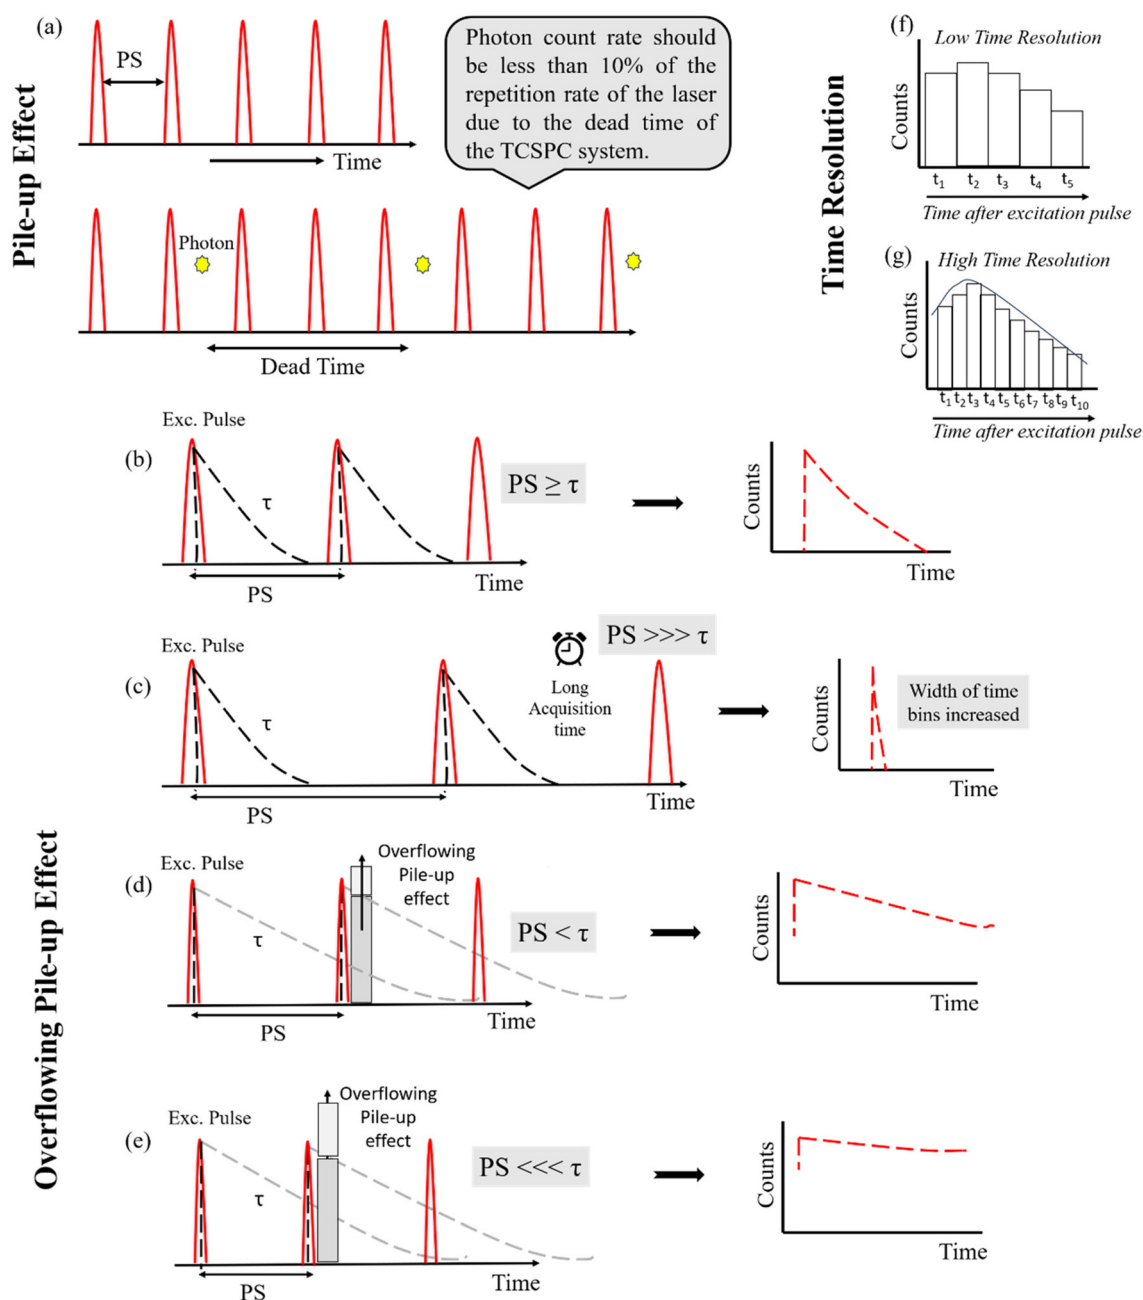 Pile-up Effect
(a)
PS
Time
Photon count rate should
be less than 10% of the
repetition rate of the laser
due to the dead time of
the TCSPC system.
Photon
Dead Time
Time Resolution
(f)
Low Time Resolution
Counts
t₁ t₂ t₃ t₄ t₅
Time after excitation pulse
(g)
High Time Resolution
Counts
t₁ t₂ t₃ t₄ t₅ t₆ t₇ t₈ t₉ t₁₀
Time after excitation pulse
Overflowing Pile-up Effect
(b)
Exc. Pulse
τ
PS
Time
PS ≥ τ
Counts
Time
(c)
Exc. Pulse
τ
PS
Long
Acquisition
time
PS >>> τ
Time
Counts
Width of time
bins increased
Time
(d)
Exc. Pulse
τ
PS
Overflowing
Pile-up
effect
Time
PS < τ
Counts
Time
(e)
Exc. Pulse
τ
PS
Overflowing
Pile-up
effect
Time
PS <<< τ
Counts
Time